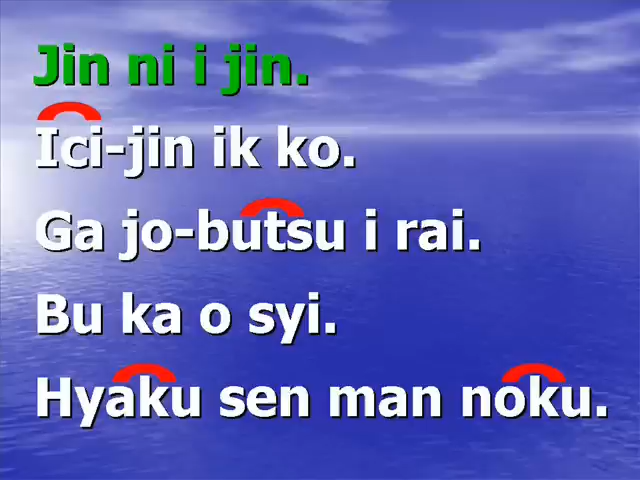 Jin ni i jin.
Ici-jin ik ko.
Ga jo-butsu i rai.
Bu ka o syi.
Hyaku sen man noku.